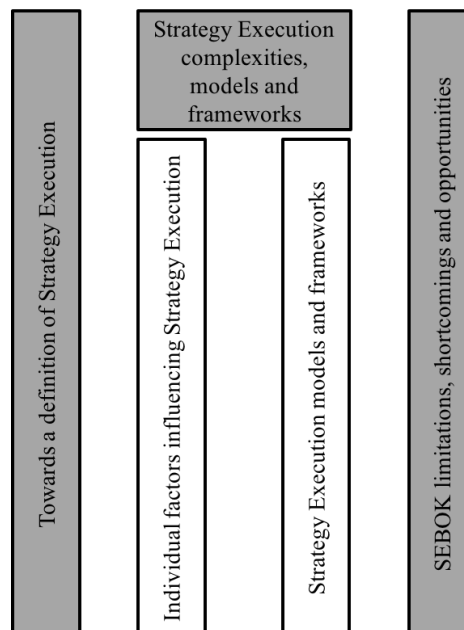 Towards a definition of Strategy Execution
Strategy Execution
complexities,
models and
frameworks
Individual factors influencing Strategy Execution
Strategy Execution models and frameworks
SEBOK limitations, shortcomings and opportunities